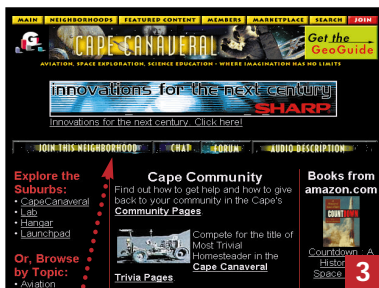 MAIN NEIGHBORHOODS FEATURED CONTENT MEMBERS MARKETPLACE SEARCH JOIN
G
CAPE CANAVERAL
Get the
GeoGuide
AVIATION, SPACE EXPLORATION, SCIENCE EDUCATION - WHERE IMAGINATION HAS NO LIMITS
innovations for the next century
SHARP
Innovations for the next century. Click here!
JOIN THIS NEIGHBORHOOD CHAT FORUM AUDIO DESCRIPTION
Explore the
Suburbs:
• CapeCanaveral
• Lab
• Hangar
• Launchpad
Or, Browse
by Topic:
• Aviation
Cape Community
Find out how to get help and how to give
back to your community in the Cape's
Community Pages.
Compete for the title of
Most Trivial
Homesteader in the
Cape Canaveral
Trivia Pages.
Books from
amazon.com
COUNTDOWN
Countdown : A
Histor
Space
3